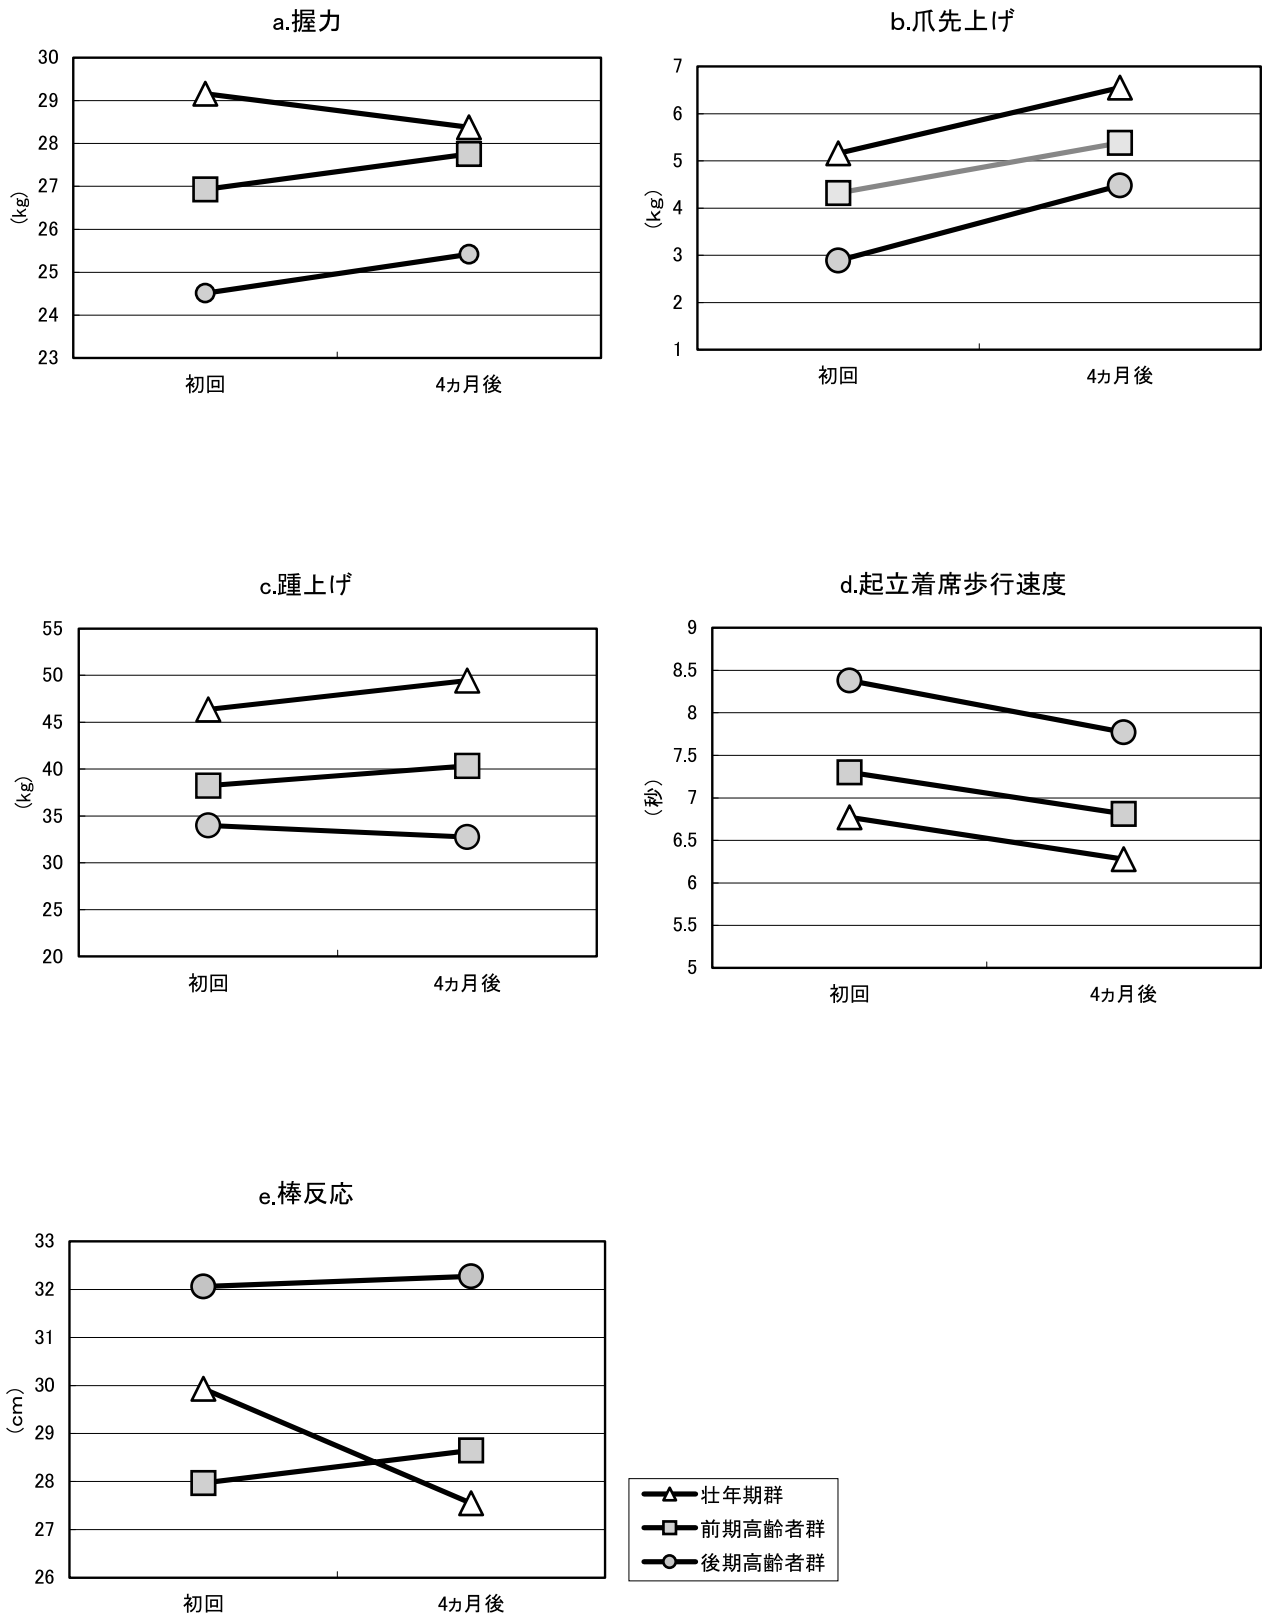 a.握力
30
29
28
27
26
25
24
23
(kg)
初回
4ヵ月後
b.爪先上げ
7
6
5
4
3
2
1
(kg)
初回
4ヵ月後
c.踵上げ
55
50
45
40
35
30
25
20
(kg)
初回
4ヵ月後
d.起立着席歩行速度
9
8.5
8
7.5
7
6.5
6
5.5
5
(秒)
初回
4ヵ月後
e.棒反応
33
32
31
30
29
28
27
26
(cm)
初回
4ヵ月後
壮年期群
前期高齢者群
後期高齢者群